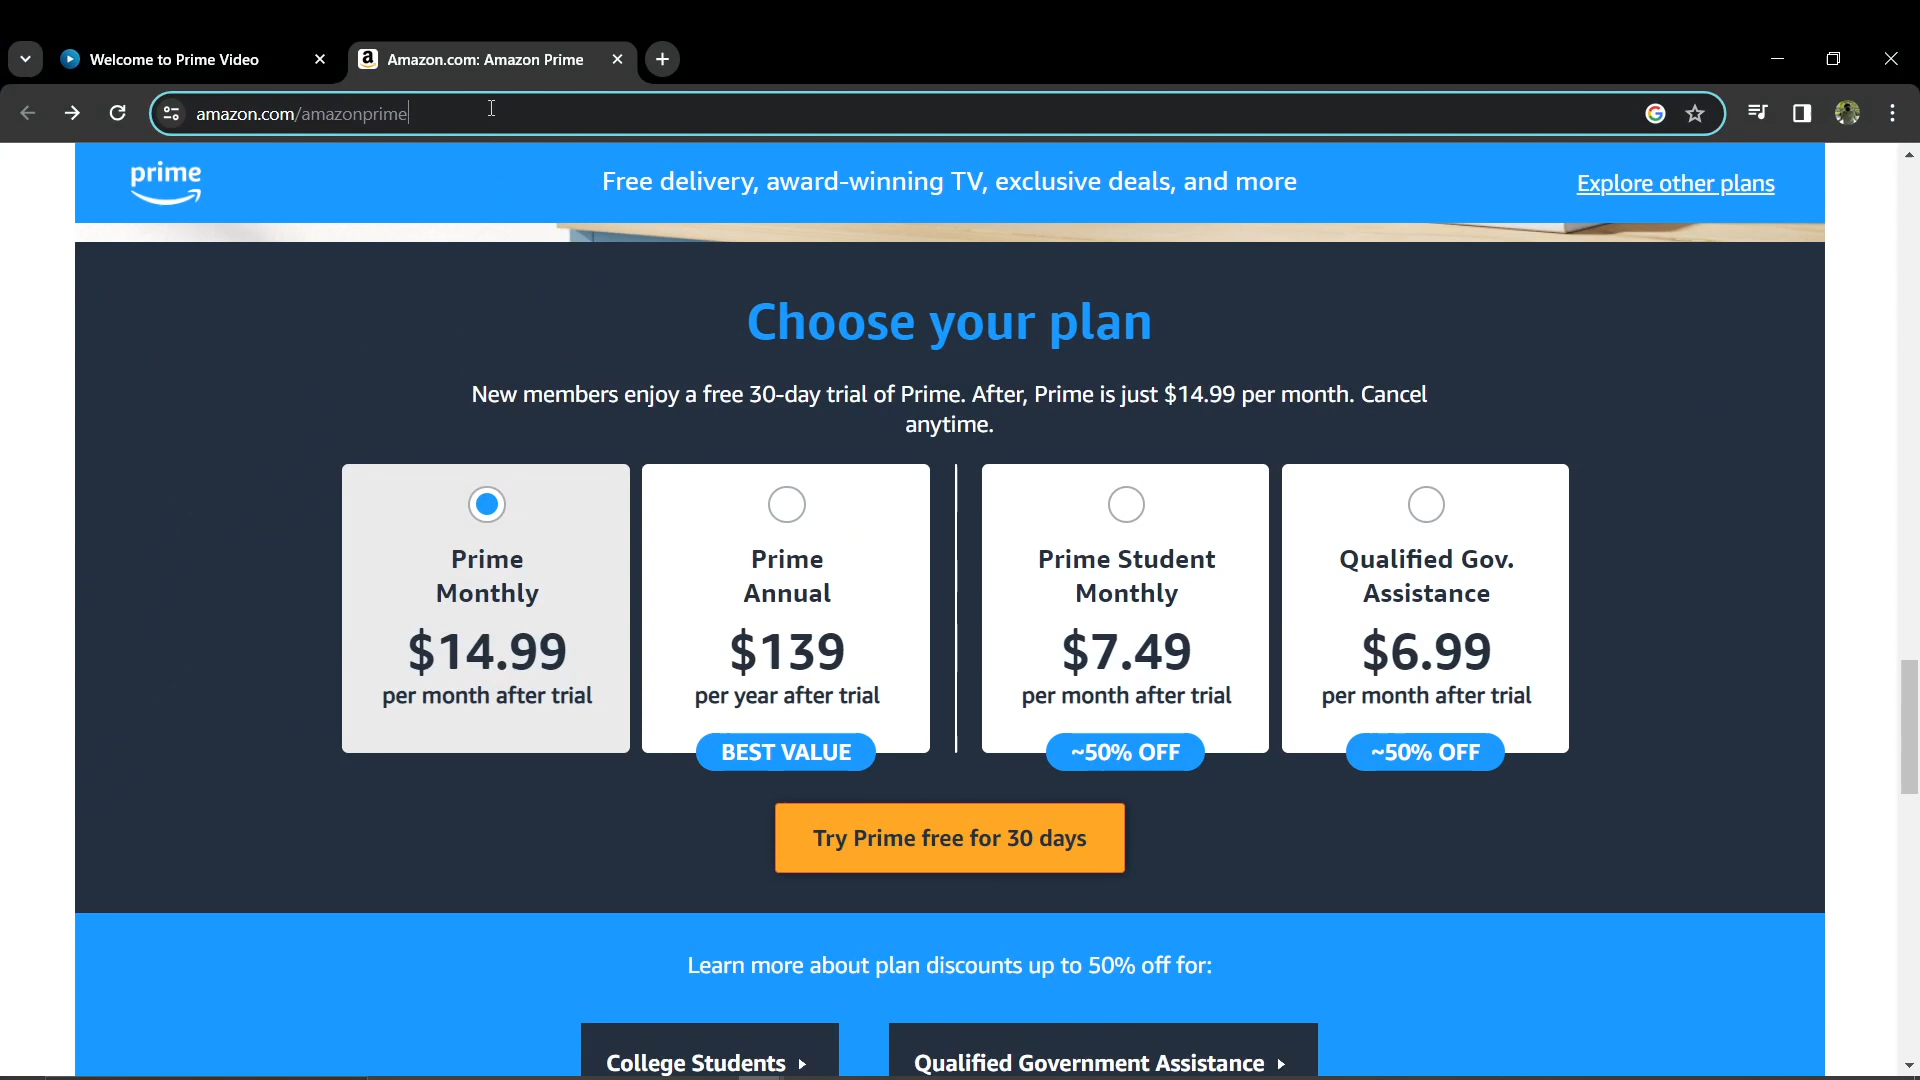 Welcome to Prime Video
Amazon.com: Amazon Prime
amazon.com/amazonprime
prime
Free delivery, award-winning TV, exclusive deals, and more
Explore other plans
Choose your plan
New members enjoy a free 30-day trial of Prime. After, Prime is just $14.99 per month. Cancel
anytime.
Prime
Monthly
$14.99
per month after trial
Prime
Annual
$139
per year after trial
BEST VALUE
Prime Student
Monthly
$7.49
per month after trial
~50% OFF
Qualified Gov.
Assistance
$6.99
per month after trial
~50% OFF
Try Prime free for 30 days
Learn more about plan discounts up to 50% off for:
College Students
Qualified Government Assistance